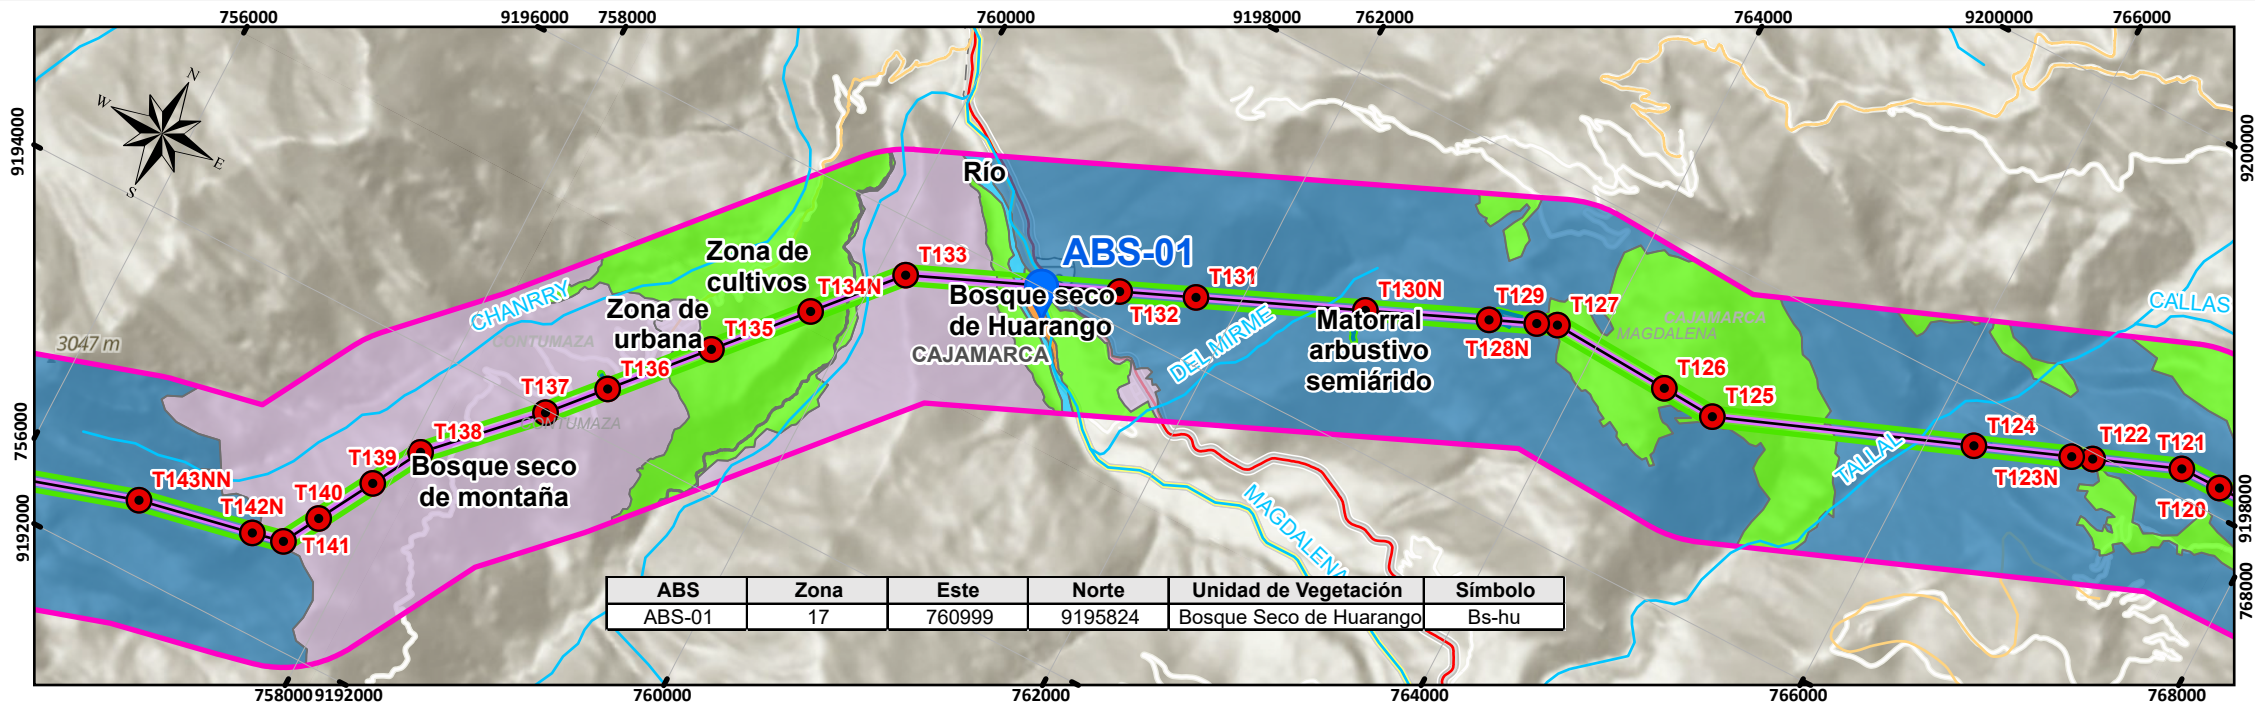 756000
9196000
758000
760000
9198000
762000
764000
9200000
766000
9194000
9200000
N
W
E
S
Río
ABS-01
Zona de
cultivos
T133
T134N
T131
T132
T130N
T129
T128N
T127
CHANRRY
Zona de
urbana
T135
Bosque seco
de Huarango
CAJAMARCA
DEL MIRME
Matorral
arbustivo
semiárido
CAJAMARCA
MAGDALENA
CALLAS
3047 m
CONTUMAZA
T136
T137
CONTUMAZA
T126
T125
T138
T139
Bosque seco
de montaña
T124
T123N
T122
T121
T120
TALLAL
756000
T143NN
T142N
T140
T141
MAGDALENA
9192000
9198000
768000
ABS Zona Este Norte Unidad de Vegetación Símbolo
ABS-01 17 760999 9195824 Bosque Seco de Huarango Bs-hu
758000
9192000
760000
762000
764000
766000
768000